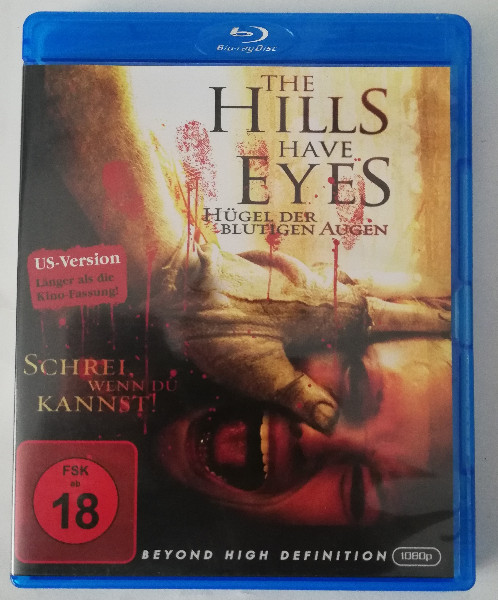 Blu-ray Disc
THE
HILLS
HAVE
EYES
HÜGEL DER
BLUTIGEN AUGEN
US-Version
Länger als die
Kino-Fassung!
SCHREI,
WENN DU
KANNST!
FSK
ab
18
BEYOND HIGH DEFINITION 1080p